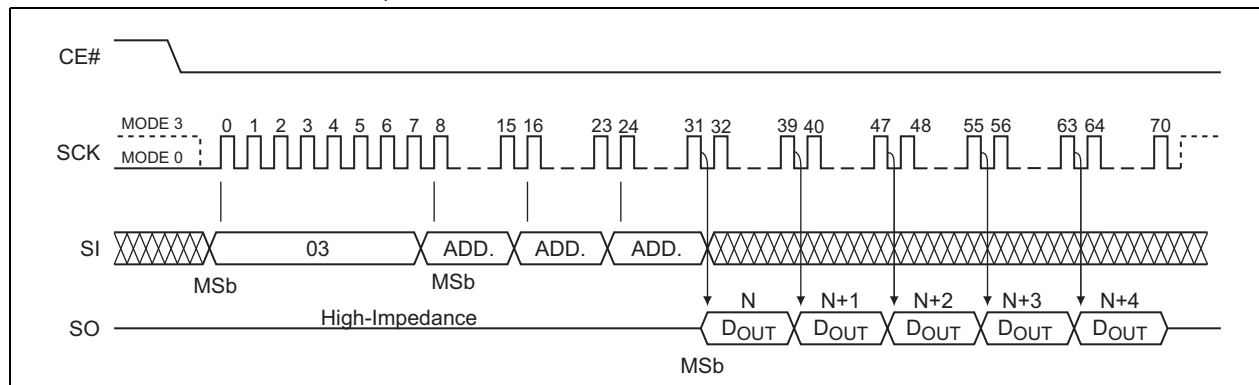 CE#
MODE 3
0 1 2 3 4 5 6 7 8 15 16 23 24 31 32 39 40 47 48 55 56 63 64 70
SCK
MODE 0
SI
03 ADD. ADD. ADD.
MSb MSb
N N+1 N+2 N+3 N+4
SO
High-Impedance
DOUT DOUT DOUT DOUT DOUT
MSb